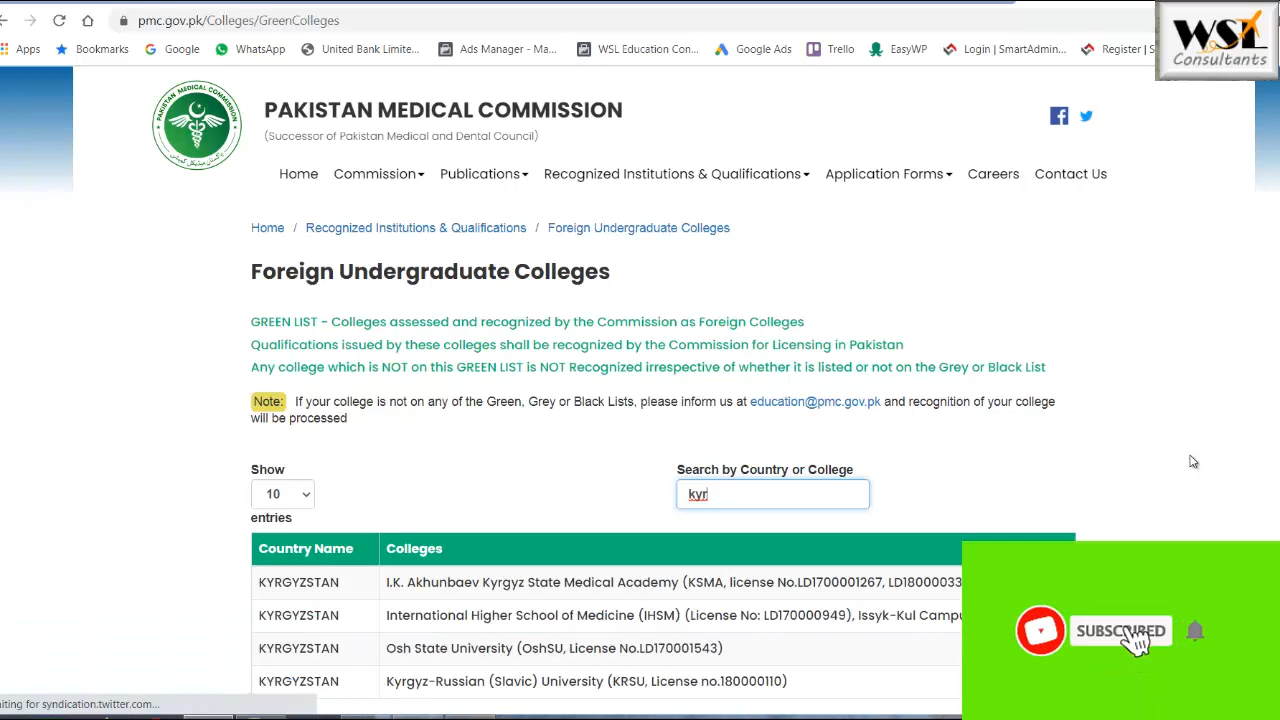 pmc.gov.pk/Colleges/GreenColleges
Apps Bookmarks Google WhatsApp United Bank Limite... Ads Manager - Ma... WSL Education Con... Google Ads Trello EasyWP Login | SmartAdmin... Register | S
WSL
Consultants
PAKISTAN MEDICAL COMMISSION
PAKISTAN MEDICAL COMMISSION
(Successor of Pakistan Medical and Dental Council)
Home Commission Publications Recognized Institutions & Qualifications Application Forms Careers Contact Us
Home / Recognized Institutions & Qualifications / Foreign Undergraduate Colleges
Foreign Undergraduate Colleges
GREEN LIST - Colleges assessed and recognized by the Commission as Foreign Colleges
Qualifications issued by these colleges shall be recognized by the Commission for Licensing in Pakistan
Any college which is NOT on this GREEN LIST is NOT Recognized irrespective of whether it is listed or not on the Grey or Black List
Note: If your college is not on any of the Green, Grey or Black Lists, please inform us at education@pmc.gov.pk and recognition of your college
will be processed
Show Search by Country or College
10 kyr
entries
Country Name Colleges
KYRGYZSTAN I.K. Akhunbaev Kyrgyz State Medical Academy (KSMA, license No.LD1700001267, LD18000033
KYRGYZSTAN International Higher School of Medicine (IHSM) (License No: LD170000949), Issyk-Kul Campu
KYRGYZSTAN Osh State University (OshSU, License No.LD170001543)
KYRGYZSTAN Kyrgyz-Russian (Slavic) University (KRSU, License no.180000110)
SUBSCRIBED
iting for syndication.twitter.com...